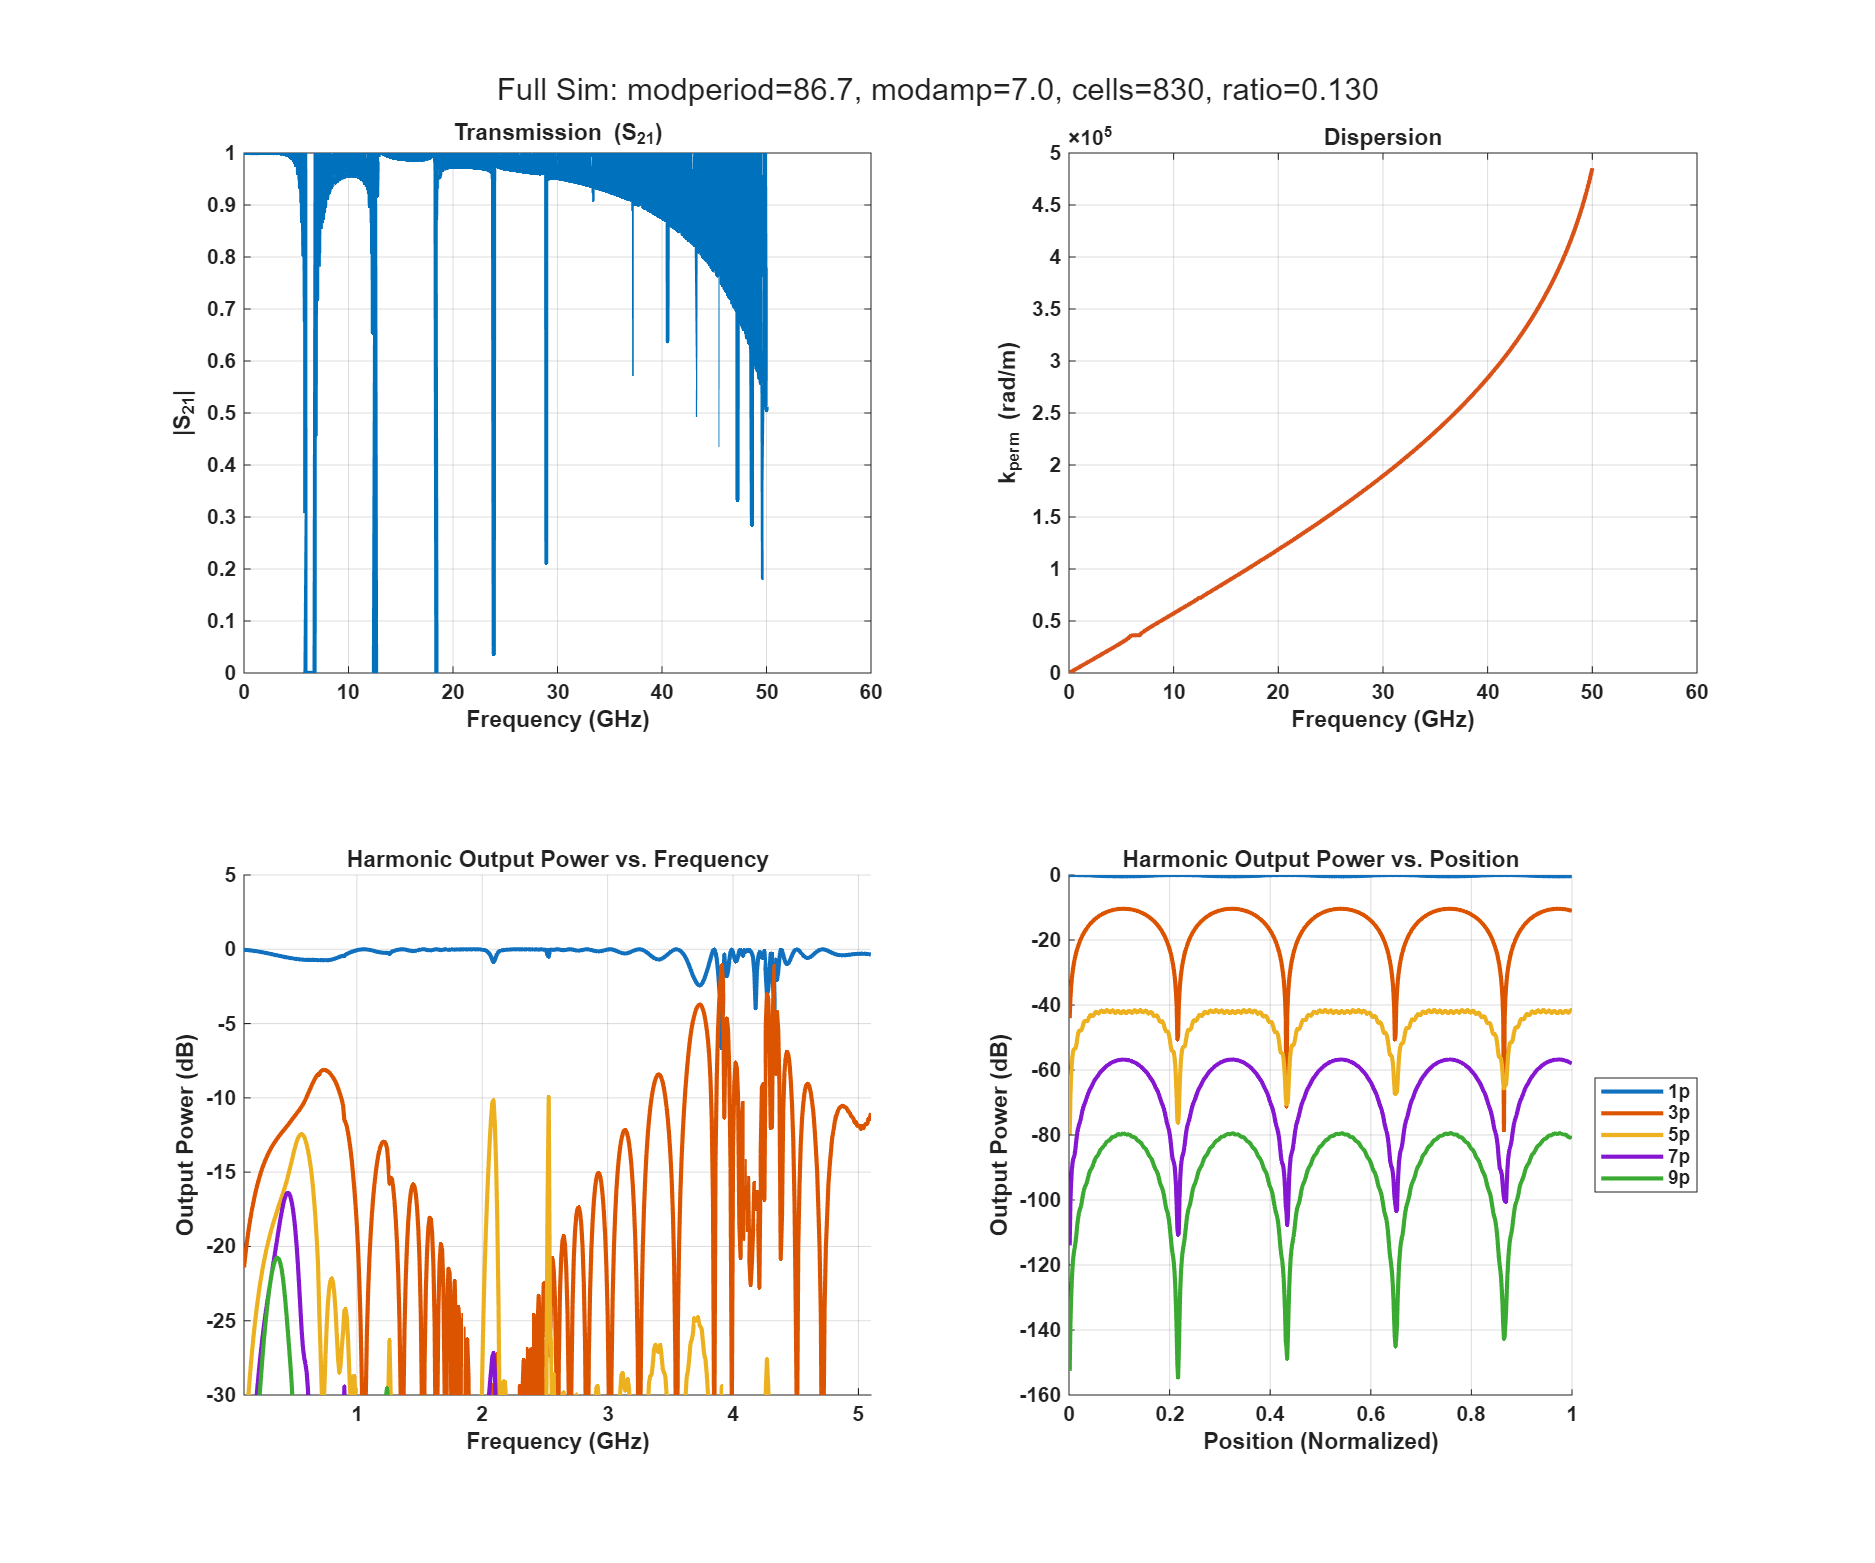 Full Sim: modperiod=86.7, modamp=7.0, cells=830, ratio=0.130
Transmission (S21)
1
0.9
0.8
0.7
0.6
0.5
0.4
0.3
0.2
0.1
0
|S21|
0 10 20 30 40 50 60
Frequency (GHz)
×10^5
Dispersion
5
4.5
4
3.5
3
2.5
2
1.5
1
0.5
0
kperm (rad/m)
0 10 20 30 40 50 60
Frequency (GHz)
Harmonic Output Power vs. Frequency
5
0
-5
-10
-15
-20
-25
-30
Output Power (dB)
1 2 3 4 5
Frequency (GHz)
Harmonic Output Power vs. Position
0
-20
-40
-60
-80
-100
-120
-140
-160
Output Power (dB)
0 0.2 0.4 0.6 0.8 1
Position (Normalized)
1p
3p
5p
7p
9p